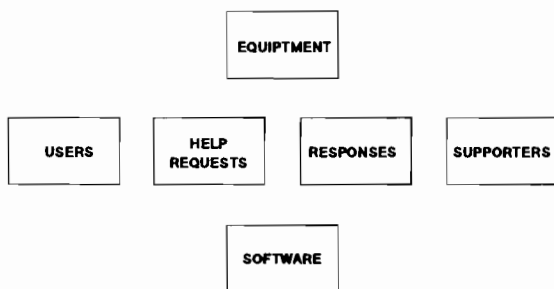 EQUIPTMENT
USERS
HELP
REQUESTS
RESPONSES
SUPPORTERS
SOFTWARE